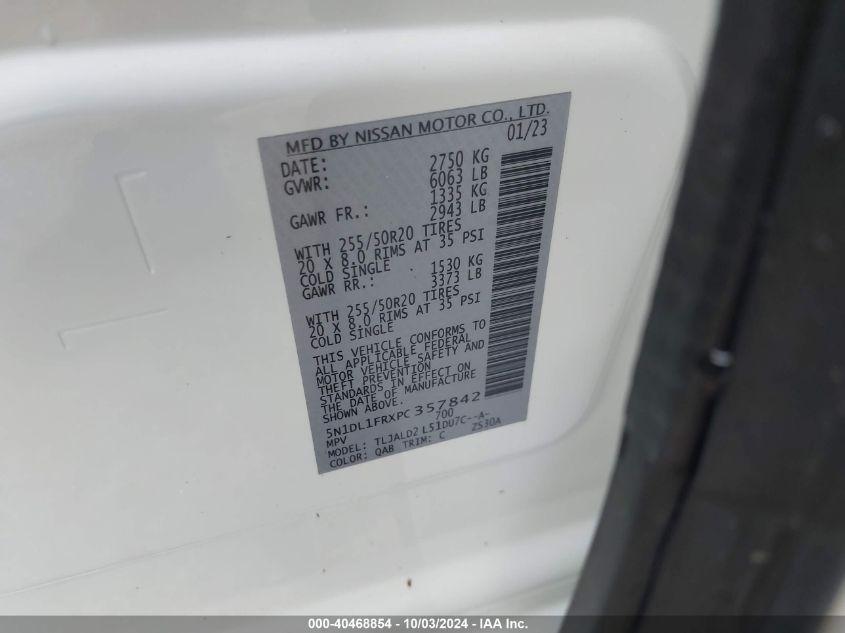 MFD BY NISSAN MOTOR CO., LTD.
DATE: 01/23
GVWR: 2750 KG
6063 LB
GAWR FR.: 1335 KG
2943 LB
WITH 255/50R20 TIRES
20 X 8.0 RIMS AT 35 PSI
COLD SINGLE
GAWR RR.: 1530 KG
3373 LB
WITH 255/50R20 TIRES
20 X 8.0 RIMS AT 35 PSI
COLD SINGLE
THIS VEHICLE CONFORMS TO
ALL APPLICABLE FEDERAL
MOTOR VEHICLE SAFETY AND
THEFT PREVENTION
STANDARDS IN EFFECT ON
THE DATE OF MANUFACTURE
SHOWN ABOVE.
5N1DL1FRXPC357842
MPV 700
MODEL: TLJALD2 L51DU7C--A-
COLOR: QAB TRIM: C ZS30A
000-40468854 - 10/03/2024 - IAA Inc.